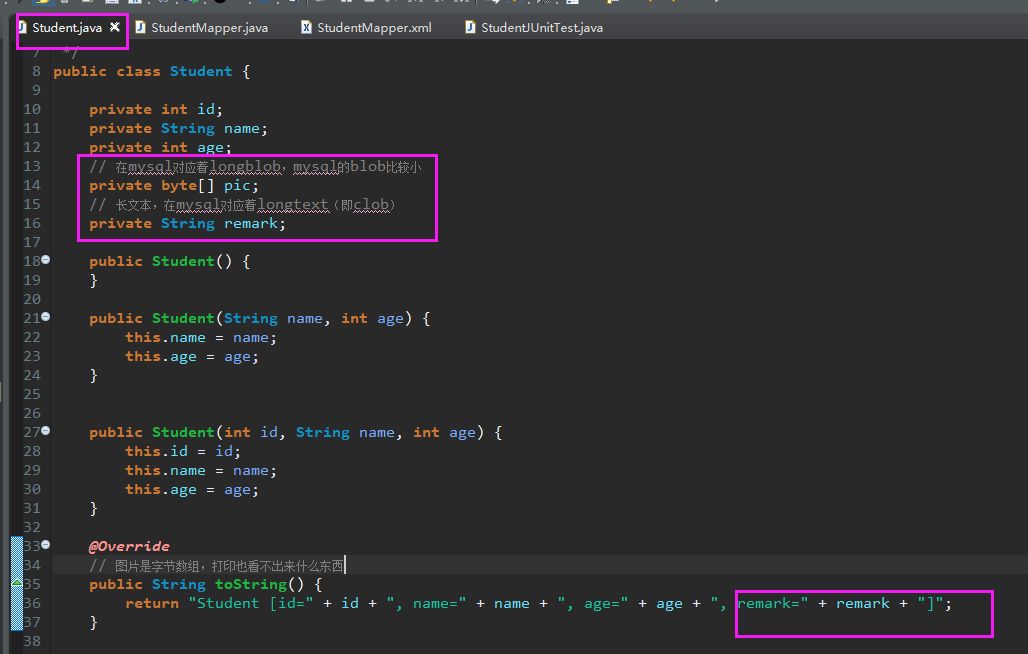 Student.java StudentMapper.java StudentMapper.xml StudentJUnitTest.java
7 */
8 public class Student {
9
10 private int id;
11 private String name;
12 private int age;
13 // 在mysql对应着longblob，mysql的blob比较小
14 private byte[] pic;
15 // 长文本，在mysql对应着longtext（即clob）
16 private String remark;
17
18 public Student() {
19 }
20
21 public Student(String name, int age) {
22 this.name = name;
23 this.age = age;
24 }
25
26
27 public Student(int id, String name, int age) {
28 this.id = id;
29 this.name = name;
30 this.age = age;
31 }
32
33 @Override
34 // 图片是字节数组，打印也看不出来什么东西
35 public String toString() {
36 return "Student [id=" + id + ", name=" + name + ", age=" + age + ", remark=" + remark + "]";
37 }
38